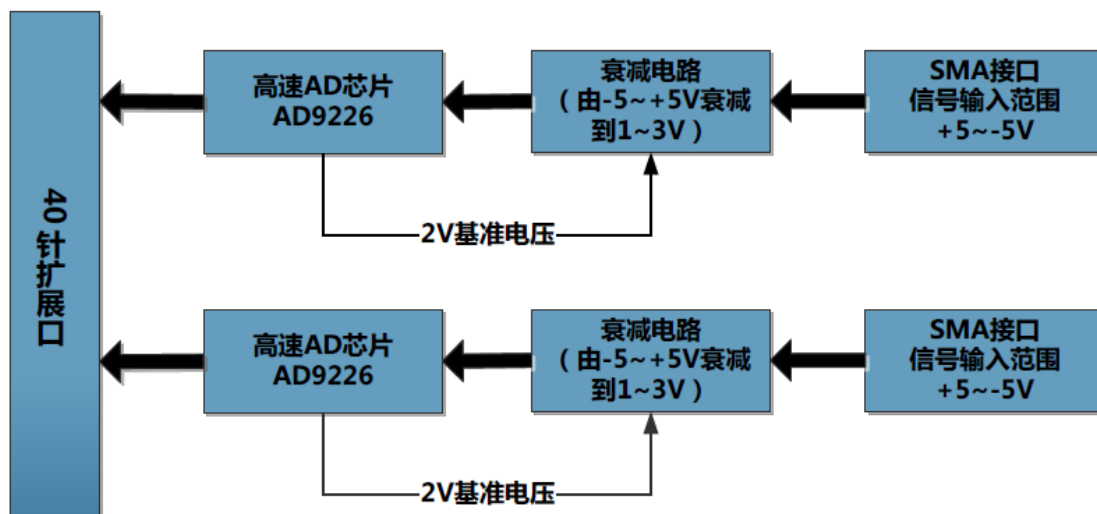 40针扩展口
高速AD芯片
AD9226
衰减电路
（由-5~+5V衰减
到1~3V）
SMA接口
信号输入范围
+5~-5V
2V基准电压
高速AD芯片
AD9226
衰减电路
（由-5~+5V衰减
到1~3V）
SMA接口
信号输入范围
+5~-5V
2V基准电压